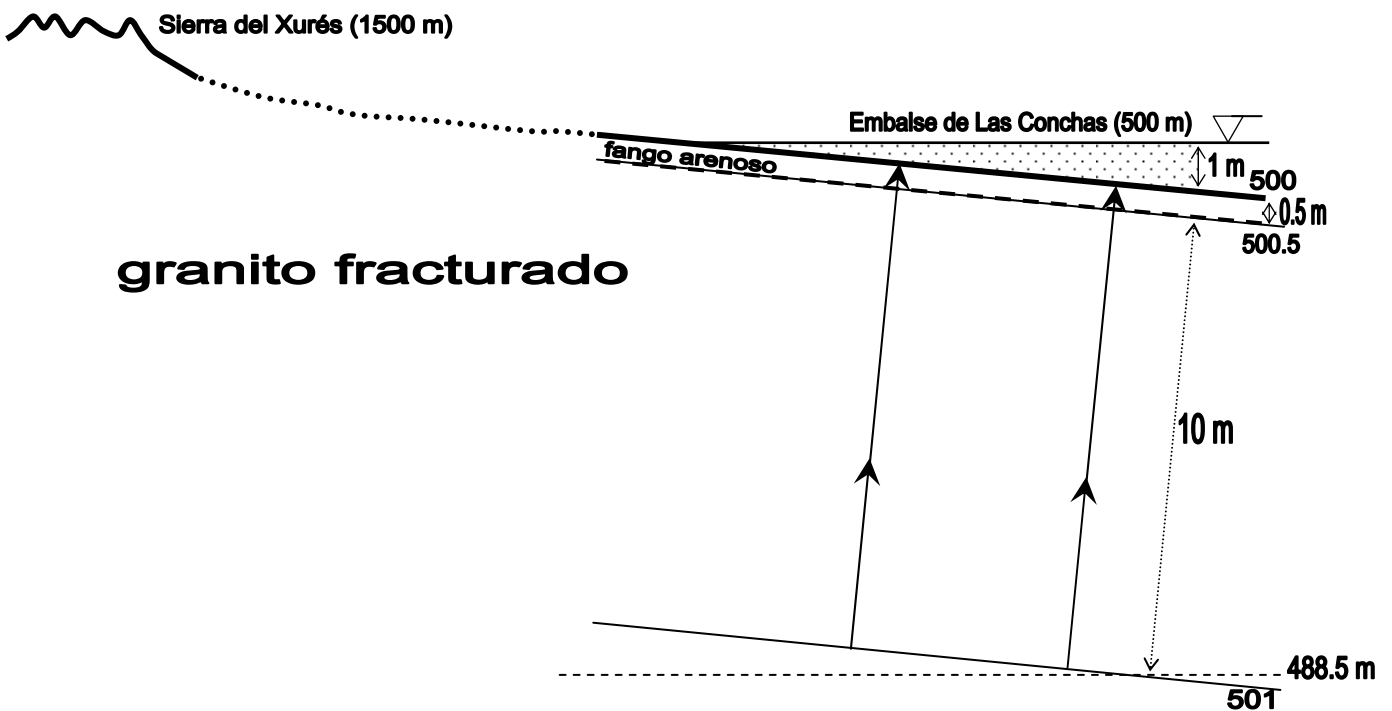 Sierra del Xurés (1500 m)
Embalse de Las Conchas (500 m)
fango arenoso
1 m
500
0.5 m
500.5
granito fracturado
10 m
488.5 m
501